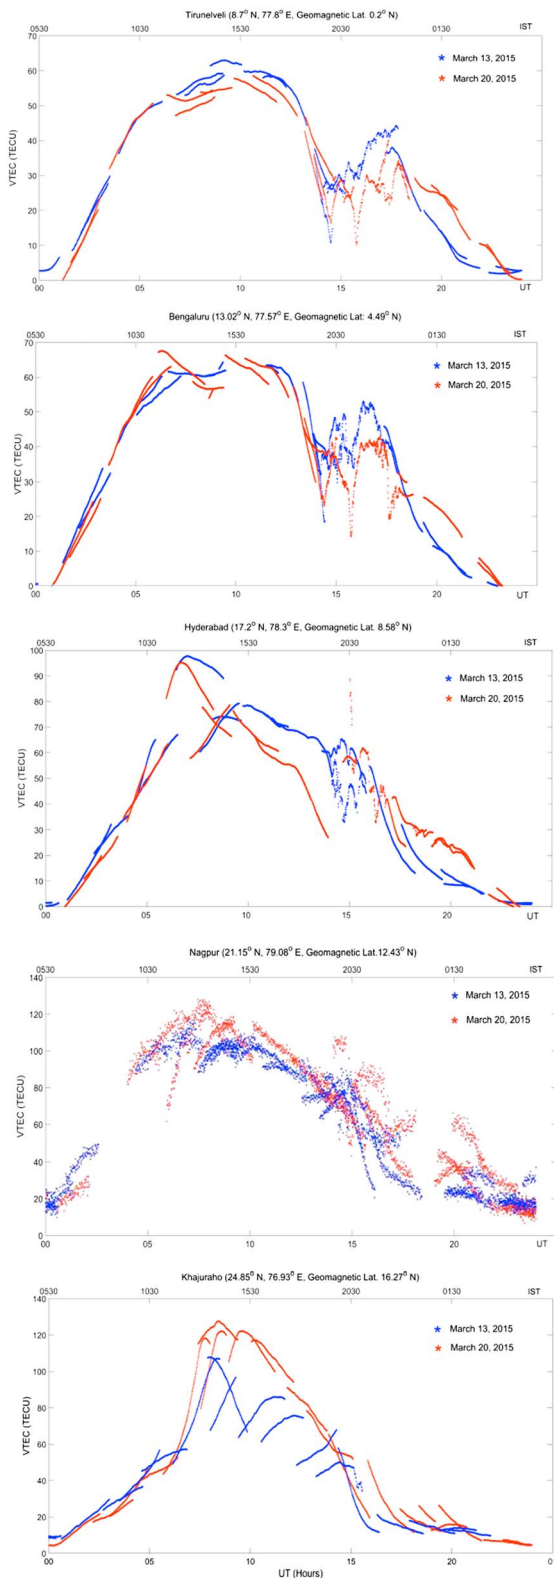 Tirunelveli (8.7° N, 77.8° E, Geomagnetic Lat. 0.2° N)
0530 1030 1530 2030 0130 IST
70
March 13, 2015
60
March 20, 2015
50
40
VTEC (TECU)
30
20
10
0
00 05 10 15 20 UT
Bengaluru (13.02° N, 77.57° E, Geomagnetic Lat: 4.49° N)
0530 1030 1530 2030 0130 IST
70
March 13, 2015
60
March 20, 2015
50
40
VTEC (TECU)
30
20
10
0
00 05 10 15 20 UT
Hyderabad (17.2° N, 78.3° E, Geomagnetic Lat. 8.58° N)
0530 1030 1530 2030 0130 IST
100
90
March 13, 2015
80
March 20, 2015
70
60
50
VTEC (TECU)
40
30
20
10
0
00 05 10 15 20 UT
Nagpur (21.15° N, 79.08° E, Geomagnetic Lat.12.43° N)
0530 1030 1530 2030 0130 IST
140
March 13, 2015
120
March 20, 2015
100
80
VTEC (TECU)
60
40
20
0
00 05 10 15 20 UT
Khajuraho (24.85° N, 76.93° E, Geomagnetic Lat. 16.27° N)
0530 1030 1530 2030 0130 IST
140
March 13, 2015
120
March 20, 2015
100
80
VTEC (TECU)
60
40
20
0
00 05 10 15 20 0
UT (Hours)